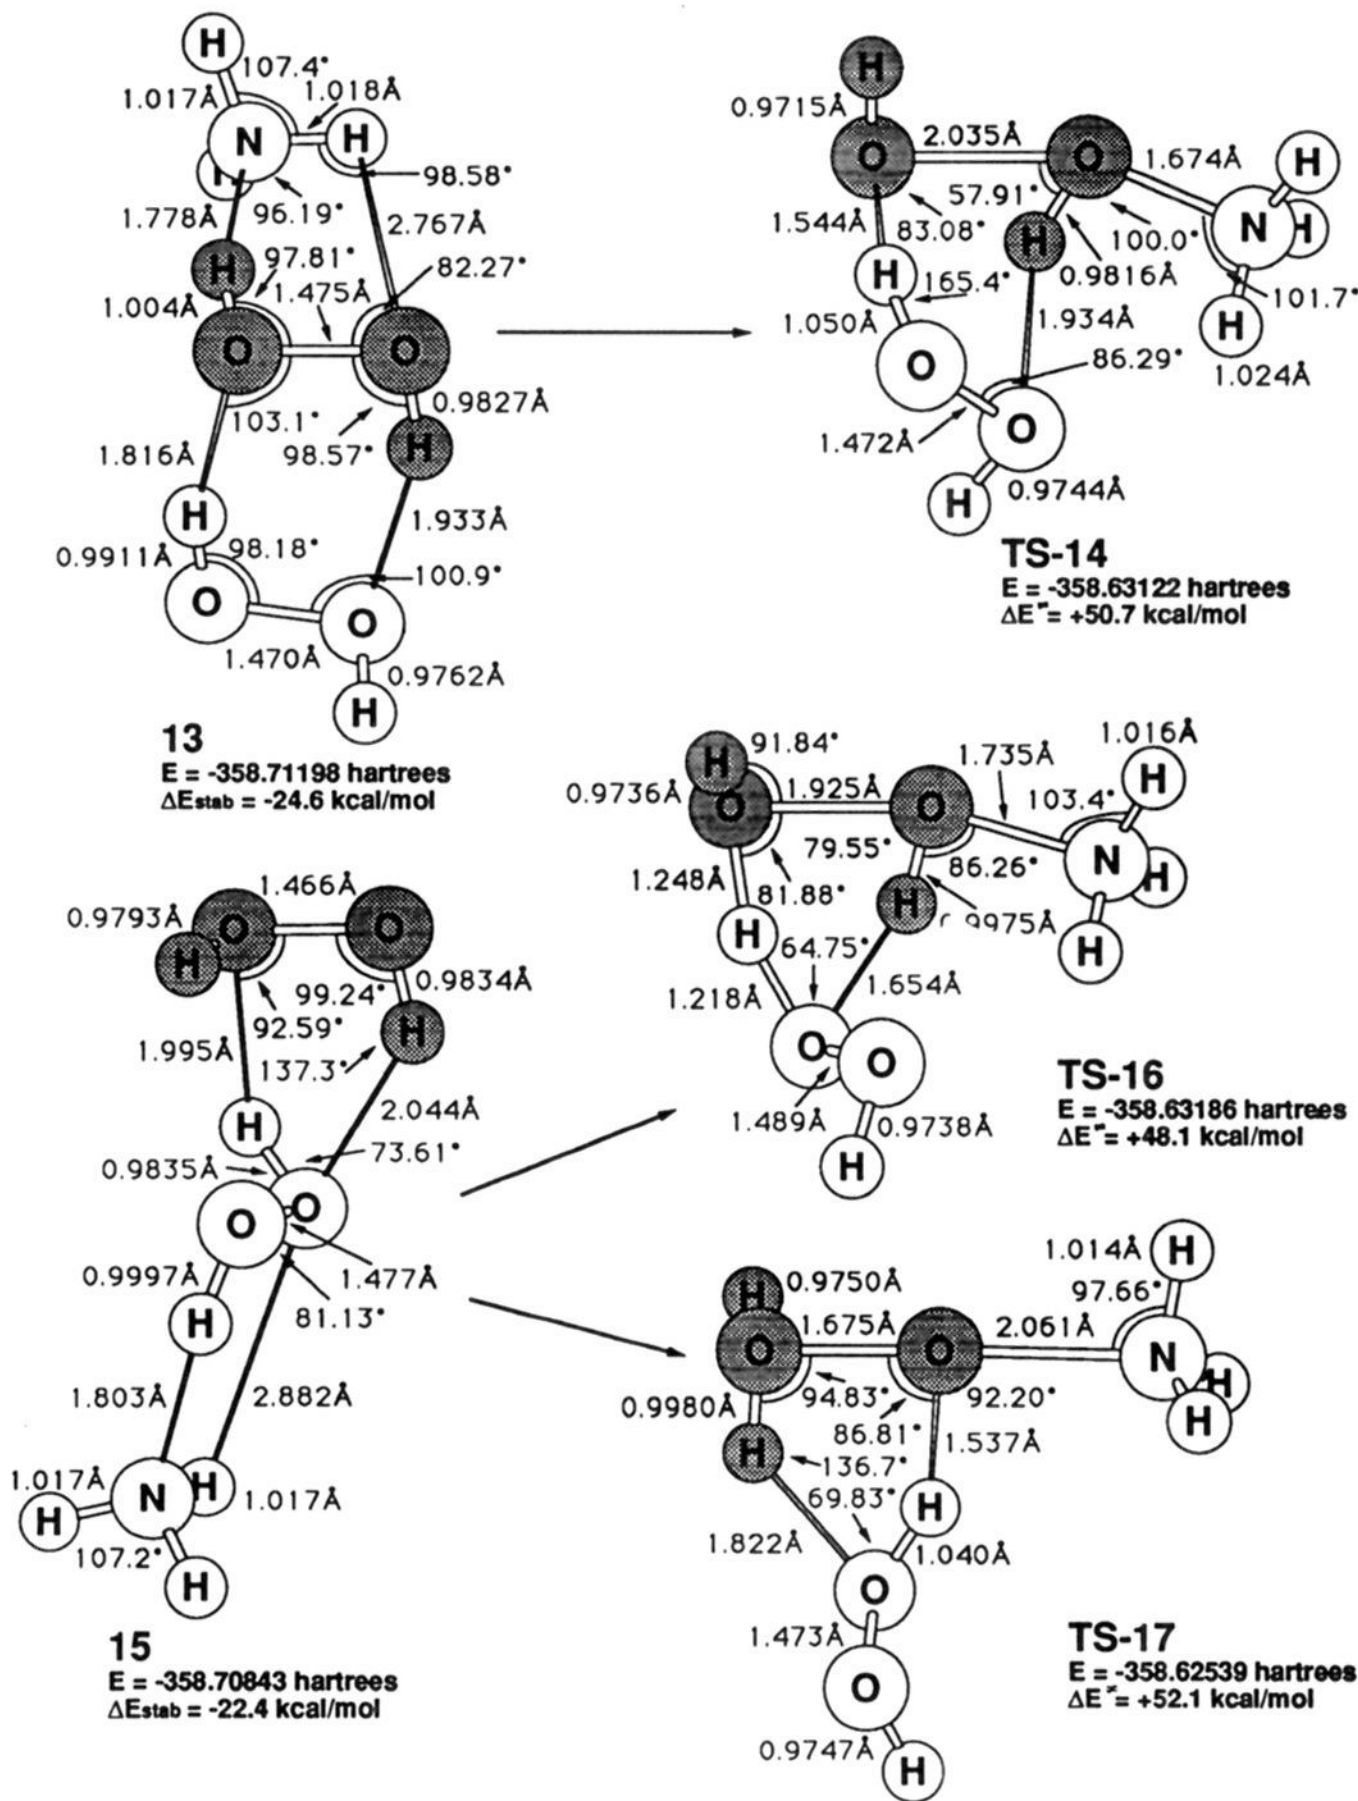 H
107.4°
1.017Å
1.018Å
N
H
H
98.58°
96.19°
1.778Å
2.767Å
H
97.81°
82.27°
1.475Å
1.004Å
O
O
103.1°
0.9827Å
98.57°
H
1.816Å
H
1.933Å
0.9911Å
98.18°
100.9°
O
O
1.470Å
0.9762Å
H
13
E = -358.71198 hartrees
ΔEstab = -24.6 kcal/mol
H
0.9715Å
2.035Å
O
O
1.674Å
H
57.91°
1.544Å
83.08°
H
100.0°
N
H
H
165.4°
0.9816Å
101.7°
1.050Å
1.934Å
H
O
86.29°
1.024Å
1.472Å
O
H
0.9744Å
TS-14
E = -358.63122 hartrees
ΔE≠ = +50.7 kcal/mol
H
91.84°
1.735Å
1.016Å
H
0.9736Å
1.925Å
O
O
103.4°
79.55°
86.26°
N
H
1.248Å
81.88°
H
.9975Å
H
H
64.75°
1.218Å
1.654Å
O
O
1.489Å
0.9738Å
H
TS-16
E = -358.63186 hartrees
ΔE≠ = +48.1 kcal/mol
1.466Å
0.9793Å
O
O
H
99.24°
0.9834Å
92.59°
H
1.995Å
137.3°
2.044Å
H
0.9835Å
73.61°
O
O
0.9997Å
1.477Å
H
81.13°
1.803Å
2.882Å
1.017Å
N
H
H
1.017Å
107.2°
H
15
E = -358.70843 hartrees
ΔEstab = -22.4 kcal/mol
1.014Å
H
H
0.9750Å
97.66°
1.675Å
2.061Å
O
O
N
94.83°
92.20°
H
0.9980Å
86.81°
H
H
136.7°
1.537Å
69.83°
H
1.822Å
1.040Å
O
1.473Å
O
0.9747Å
H
TS-17
E = -358.62539 hartrees
ΔE≠ = +52.1 kcal/mol